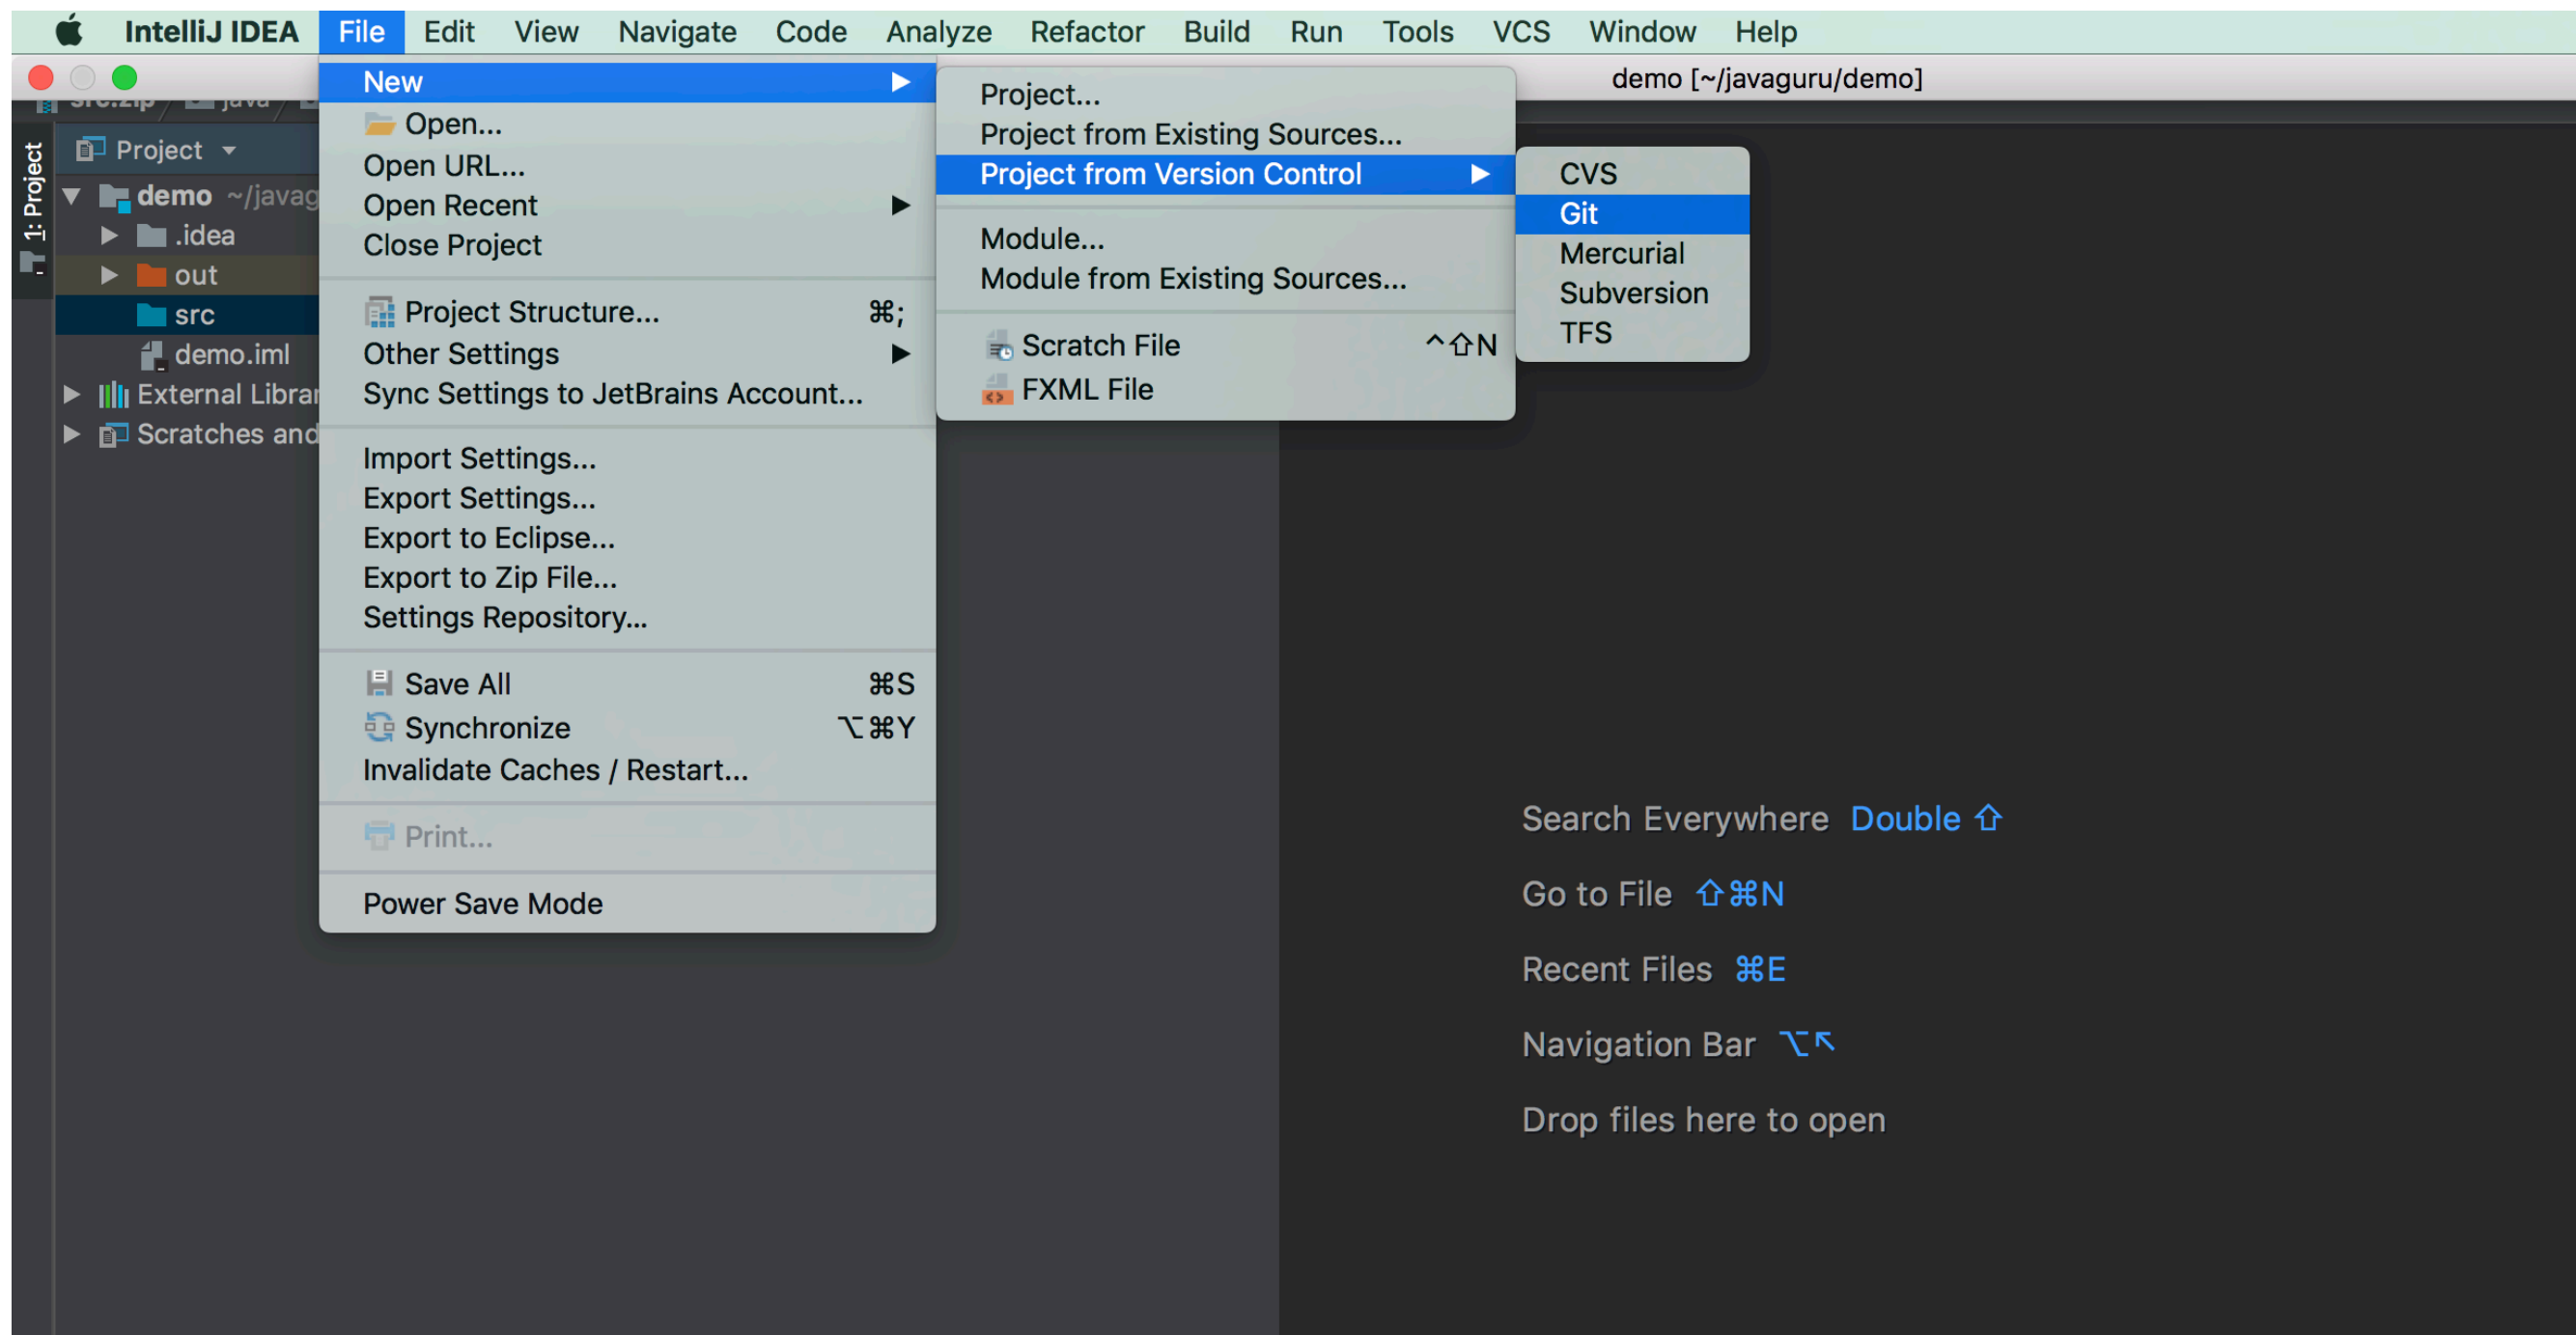 IntelliJ IDEA File Edit View Navigate Code Analyze Refactor Build Run Tools VCS Window Help
demo [~/javaguru/demo]
src.zip java
1: Project
Project
demo ~/javag
.idea
out
src
demo.iml
External Librar
Scratches and
New
Open...
Open URL...
Open Recent
Close Project
Project Structure... ⌘;
Other Settings
Sync Settings to JetBrains Account...
Import Settings...
Export Settings...
Export to Eclipse...
Export to Zip File...
Settings Repository...
Save All ⌘S
Synchronize ⌥⌘Y
Invalidate Caches / Restart...
Print...
Power Save Mode
Project...
Project from Existing Sources...
Project from Version Control
Module...
Module from Existing Sources...
Scratch File ^⇧N
FXML File
CVS
Git
Mercurial
Subversion
TFS
Search Everywhere Double ⇧
Go to File ⇧⌘N
Recent Files ⌘E
Navigation Bar ⌥↖
Drop files here to open